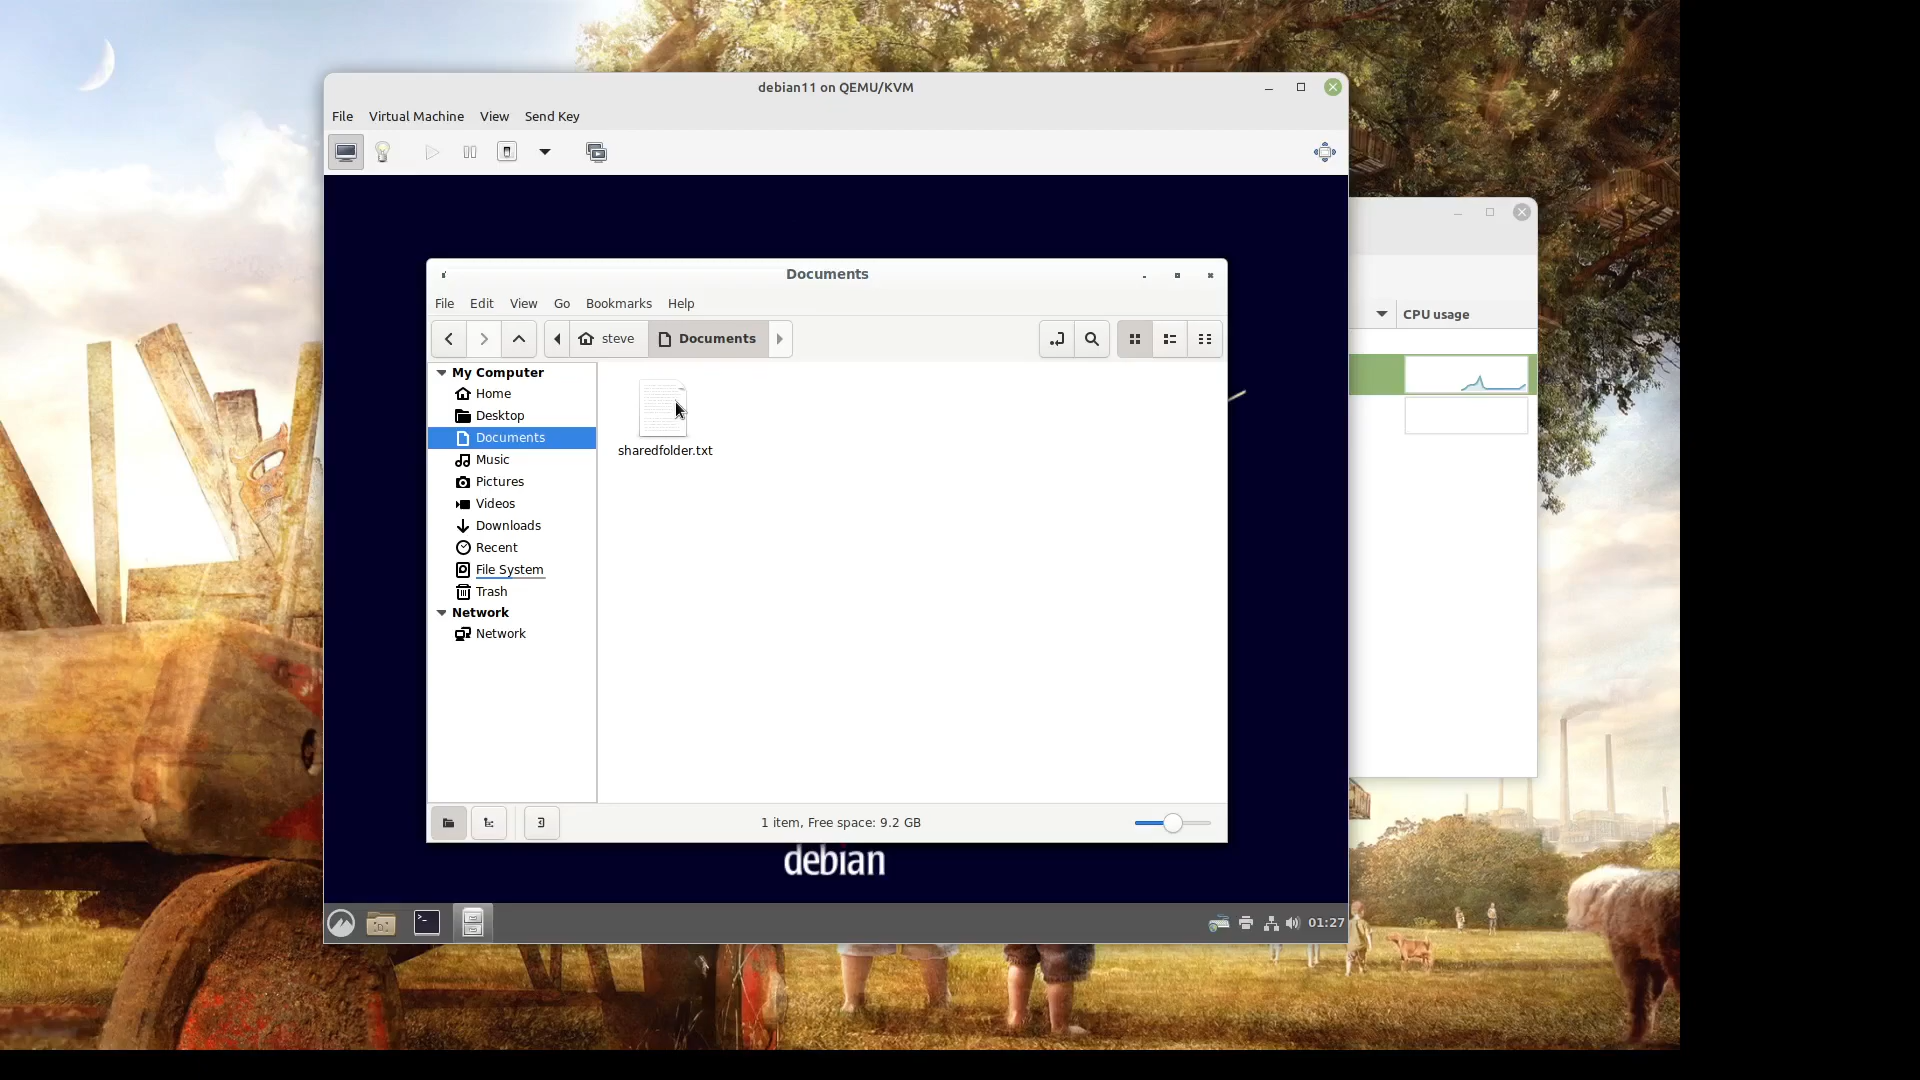 debian11 on QEMU/KVM
File Virtual Machine View Send Key
CPU usage
Documents
File Edit View Go Bookmarks Help
steve Documents
My Computer
Home
Desktop
Documents
Music
Pictures
Videos
Downloads
Recent
File System
Trash
Network
Network
sharedfolder.txt
1 item, Free space: 9.2 GB
debian
01:27